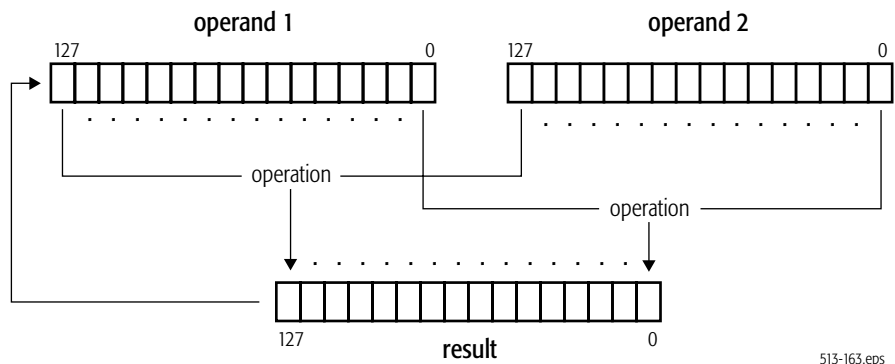 operand 1 operand 2
127 0 127 0
. . . . . . . . . . . . . . . . . . . . . . . . . . . .
operation
operation
. . . . . . . . . . . . . .
127 0
result
513-163.eps